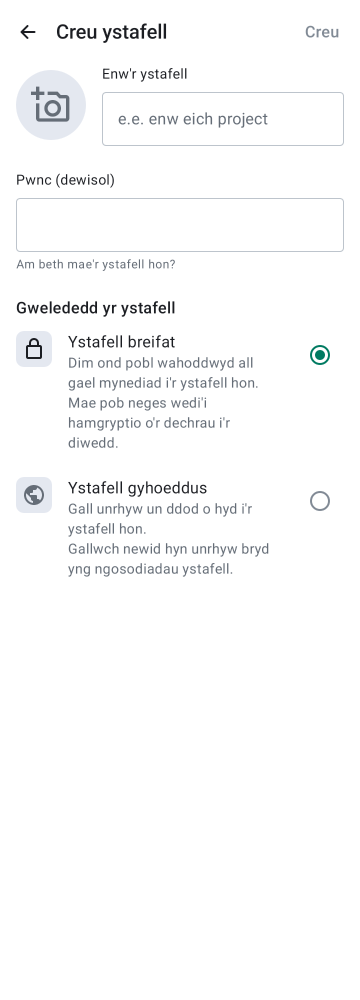 Creu ystafell
Creu
Enw'r ystafell
e.e. enw eich project
Pwnc (dewisol)
Am beth mae'r ystafell hon?
Gwelededd yr ystafell
Ystafell breifat
Dim ond pobl wahoddwyd all
gael mynediad i'r ystafell hon.
Mae pob neges wedi'i
hamgryptio o'r dechrau i'r
diwedd.
Ystafell gyhoeddus
Gall unrhyw un ddod o hyd i'r
ystafell hon.
Gallwch newid hyn unrhyw bryd
yng ngosodiadau ystafell.